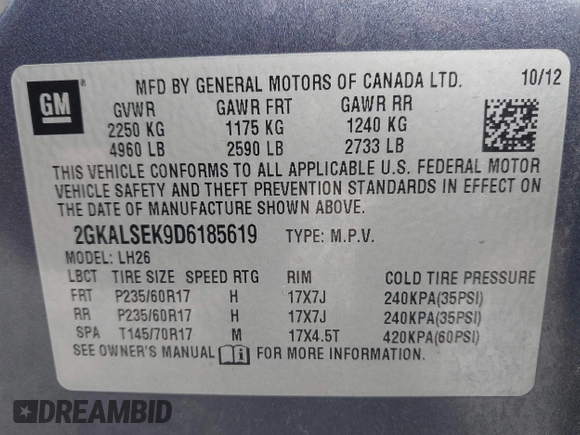 GM
MFD BY GENERAL MOTORS OF CANADA LTD. 10/12
GVWR GAWR FRT GAWR RR
2250 KG 1175 KG 1240 KG
4960 LB 2590 LB 2733 LB
THIS VEHICLE CONFORMS TO ALL APPLICABLE U.S. FEDERAL MOTOR
VEHICLE SAFETY AND THEFT PREVENTION STANDARDS IN EFFECT ON
THE DATE OF MANUFACTURE SHOWN ABOVE.
2GKALSEK9D6185619 TYPE: M.P.V.
MODEL: LH26
LBCT TIRE SIZE SPEED RTG RIM COLD TIRE PRESSURE
FRT P235/60R17 H 17X7J 240KPA(35PSI)
RR P235/60R17 H 17X7J 240KPA(35PSI)
SPA T145/70R17 M 17X4.5T 420KPA(60PSI)
SEE OWNER'S MANUAL FOR MORE INFORMATION.
DREAMBID